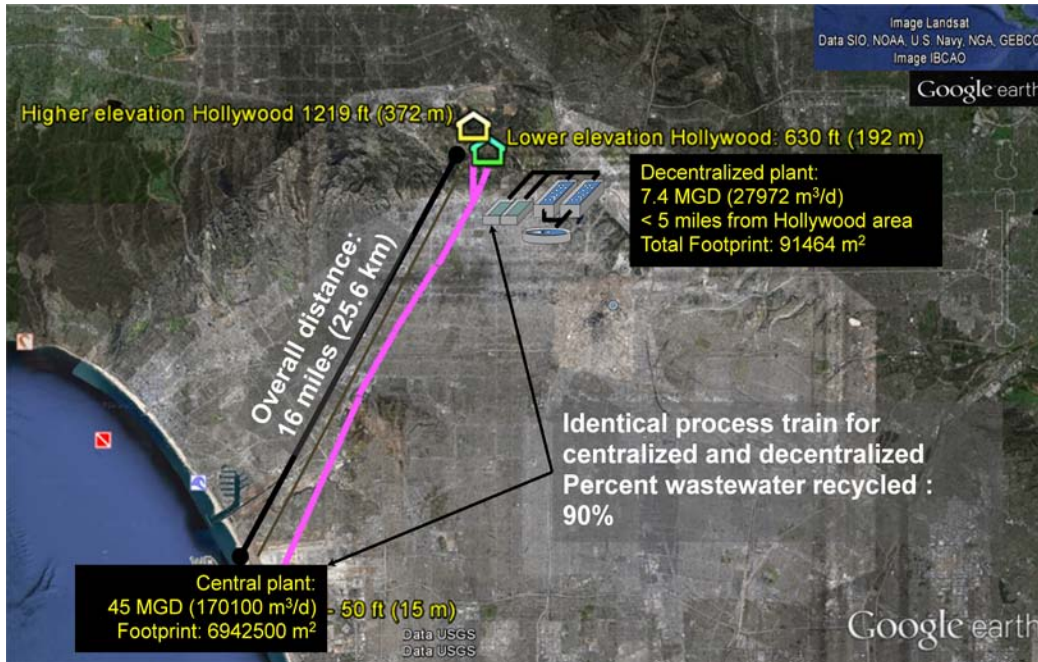 Image Landsat
Data SIO, NOAA, U.S. Navy, NGA, GEBCO
Image IBCAO
Google earth
Higher elevation Hollywood 1219 ft (372 m)
Lower elevation Hollywood: 630 ft (192 m)
Decentralized plant:
7.4 MGD (27972 m³/d)
< 5 miles from Hollywood area
Total Footprint: 91464 m²
Overall distance:
16 miles (25.6 km)
Identical process train for
centralized and decentralized
Percent wastewater recycled :
90%
Central plant:
45 MGD (170100 m³/d)
Footprint: 6942500 m²
- 50 ft (15 m)
Data USGS
Data USGS
Google earth